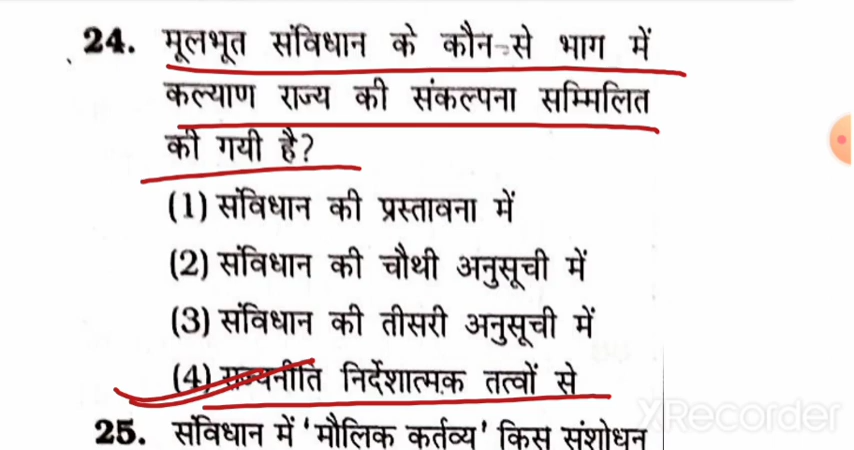 24. मूलभूत संविधान के कौन-से भाग में
कल्याण राज्य की संकल्पना सम्मिलित
की गयी है?
(1) संविधान की प्रस्तावना में
(2) संविधान की चौथी अनुसूची में
(3) संविधान की तीसरी अनुसूची में
(4) राज्यनीति निर्देशात्मक तत्वों से
25. संविधान में 'मौलिक कर्तव्य' किस संशोधन
XRecorder